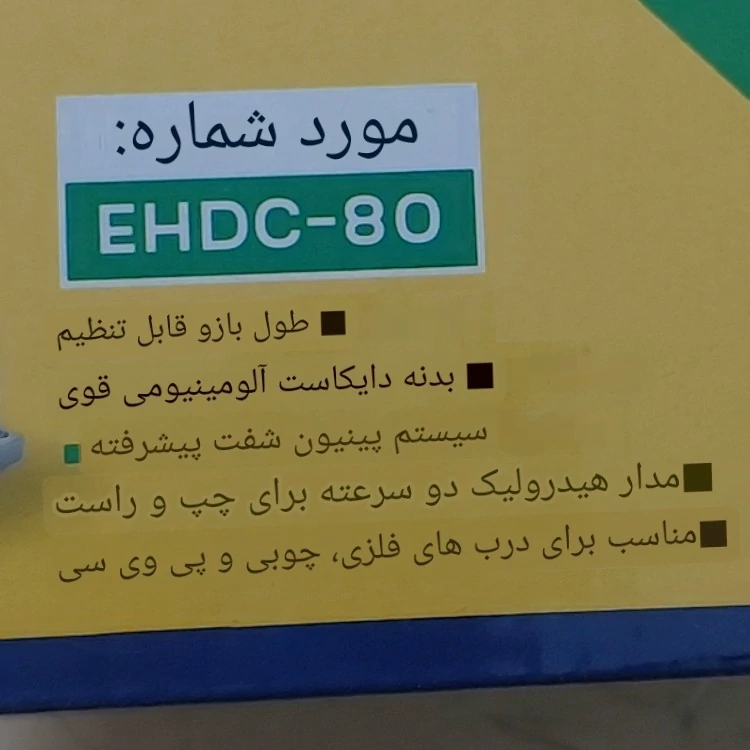 مورد شماره:
EHDC-80
■ طول بازو قابل تنظیم
■ بدنه دایکاست آلومینیومی قوی
سیستم پینیون شفت پیشرفته ■
■مدار هیدرولیک دو سرعته برای چپ و راست
■مناسب برای درب های فلزی، چوبی و پی وی سی